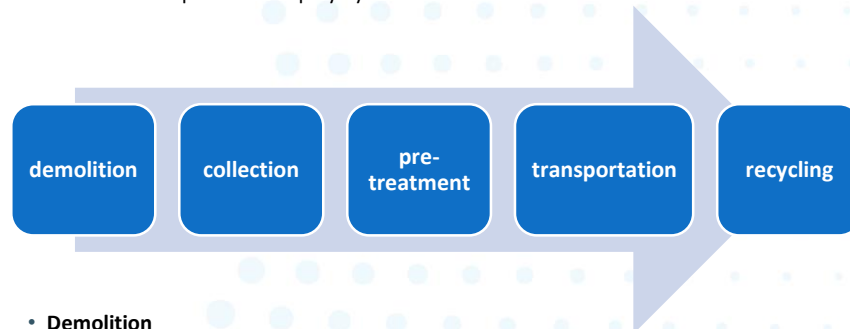 demolition
collection
pre-
treatment
transportation
recycling
• Demolition